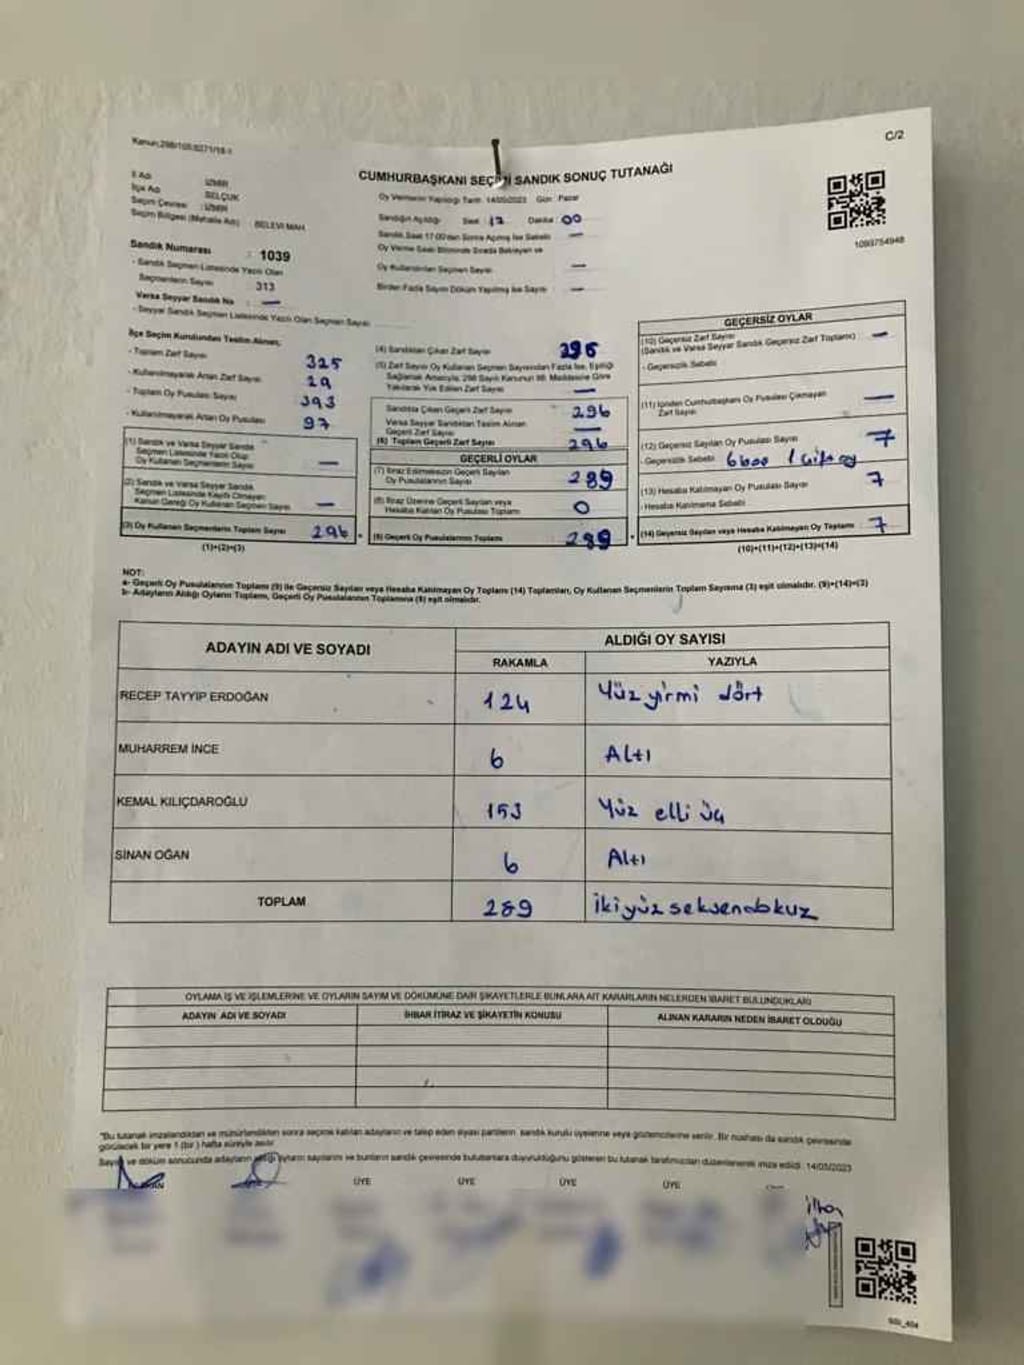 Kanun;298/105;6271/18-1
C/2
CUMHURBAŞKANI SEÇİMİ SANDIK SONUÇ TUTANAĞI
İl Adı : İZMİR
İlçe Adı : SELÇUK
Seçim Çevresi : İZMİR
Seçim Bölgesi (Mahalle Adı) : BELEVİ MAH.
Sandık Numarası : 1039
- Sandık Seçmen Listesinde Yazılı Olan
Seçmenlerin Sayısı 313
Varsa Seyyar Sandık No : —
- Seyyar Sandık Seçmen Listesinde Yazılı Olan Seçmen Sayısı
Oy Vermenin Yapıldığı Tarih: 14/05/2023 Gün: Pazar
Sandığın Açıldığı Saat: 17 Dakika: 00
Sandık Saat 17:00'den Sonra Açılmış İse Sebebi —
Oy Verme Saati Bitiminde Sırada Bekleyen ve
Oy Kullandırılan Seçmen Sayısı —
Birden Fazla Sayım Döküm Yapılmış İse Sayısı —
1093754948
İlçe Seçim Kurulundan Teslim Alınan;
- Toplam Zarf Sayısı 325
- Kullanılmayarak Artan Zarf Sayısı 29
- Toplam Oy Pusulası Sayısı 393
- Kullanılmayarak Artan Oy Pusulası 97
(1) Sandık ve Varsa Seyyar Sandık
Seçmen Listesinde Yazılı Olup
Oy Kullanan Seçmenlerin Sayısı —
(2) Sandık ve Varsa Seyyar Sandık
Seçmen Listesinde Kayıtlı Olmayan
Kanun Gereği Oy Kullanan Seçmenlerin Sayısı —
(3) Oy Kullanan Seçmenlerin Toplam Sayısı 296
(1)+(2)=(3)
(4) Sandıktan Çıkan Zarf Sayısı 296
(5) Zarf Sayısı Oy Kullanan Seçmen Sayısından Fazla İse, Eşitliği
Sağlamak Amacıyla, 298 Sayılı Kanunun 98. Maddesine Göre
Yakılarak Yok Edilen Zarf Sayısı —
Sandıkta Çıkan Geçerli Zarf Sayısı 296
Varsa Seyyar Sandıktan Teslim Alınan
Geçerli Zarf Sayısı —
(6) Toplam Geçerli Zarf Sayısı 296
GEÇERLİ OYLAR
(7) İtiraz Edilmeksizin Geçerli Sayılan
Oy Pusulalarının Sayısı 289
(8) İtiraz Üzerine Geçerli Sayılan veya
Hesaba Katılan Oy Pusulası Toplamı 0
(9) Geçerli Oy Pusulalarının Toplamı 289
GEÇERSİZ OYLAR
(10) Geçersiz Zarf Sayısı
(Sandık ve Varsa Seyyar Sandık Geçersiz Zarf Toplamı) —
- Geçersizlik Sebebi
(11) İçinden Cumhurbaşkanı Oy Pusulası Çıkmayan
Zarf Sayısı —
(12) Geçersiz Sayılan Oy Pusulası Sayısı 7
- Geçersizlik Sebebi 6 boş 1 çift oy
(13) Hesaba Katılmayan Oy Pusulası Sayısı 7
- Hesaba Katılmama Sebebi
(14) Geçersiz Sayılan veya Hesaba Katılmayan Oy Toplamı 7
(10)+(11)+(12)+(13)=(14)
NOT:
a- Geçerli Oy Pusulalarının Toplamı (9) ile Geçersiz Sayılan veya Hesaba Katılmayan Oy Toplamı (14) Toplamları, Oy Kullanan Seçmenlerin Toplam Sayısına (3) eşit olmalıdır. (9)+(14)=(3)
b- Adayların Aldığı Oyların Toplamı, Geçerli Oy Pusulalarının Toplamına (9) eşit olmalıdır.
ADAYIN ADI VE SOYADI
ALDIĞI OY SAYISI
RAKAMLA YAZIYLA
RECEP TAYYİP ERDOĞAN 124 Yüz yirmi dört
MUHARREM İNCE 6 Altı
KEMAL KILIÇDAROĞLU 153 Yüz elli üç
SİNAN OĞAN 6 Altı
TOPLAM 289 İkiyüz seksendokuz
OYLAMA İŞ VE İŞLEMLERİNE VE OYLARIN SAYIM VE DÖKÜMÜNE DAİR ŞİKAYETLERLE BUNLARA AİT KARARLARIN NELERDEN İBARET BULUNDUKLARI
ADAYIN ADI VE SOYADI İHBAR İTİRAZ VE ŞİKAYETİN KONUSU ALINAN KARARIN NEDEN İBARET OLDUĞU
"Bu tutanak imzalandıktan ve mühürlendikten sonra seçime katılan adayların ve talep eden siyasi partilerin sandık kurulu üyelerine veya gözlemcilerine verilir. Bir nüshası da sandık çevresinde
görülecek bir yere 1 (bir) hafta süreyle asılır.
Sayım ve döküm sonucunda adayların aldığı oyların sayılarını ve bunların sandık çevresinde bulunanlara duyurulduğunu gösteren bu tutanak tarafımızdan düzenlenerek imza edildi. 14/05/2023
ÜYE ÜYE ÜYE ÜYE